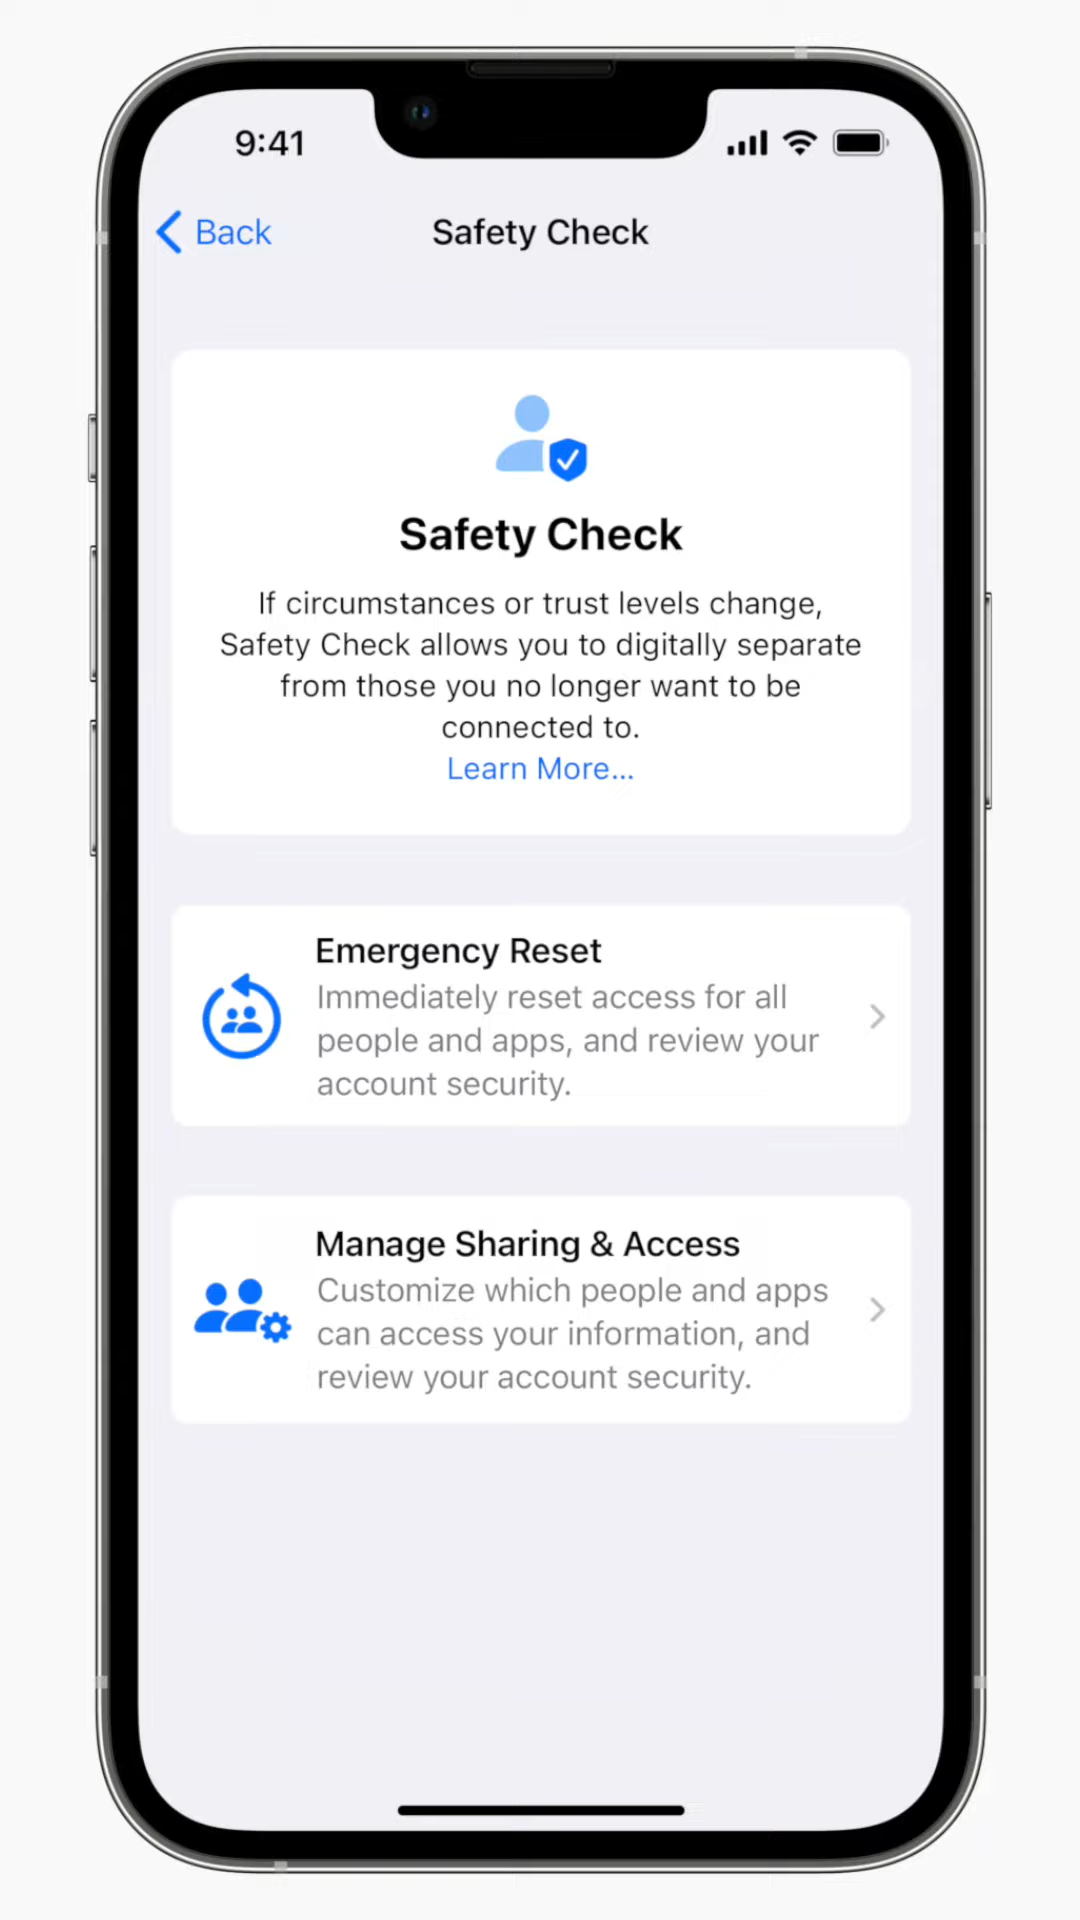 9:41
Back
Safety Check
Safety Check
If circumstances or trust levels change,
Safety Check allows you to digitally separate
from those you no longer want to be
connected to.
Learn More...
Emergency Reset
Immediately reset access for all
people and apps, and review your
account security.
Manage Sharing & Access
Customize which people and apps
can access your information, and
review your account security.